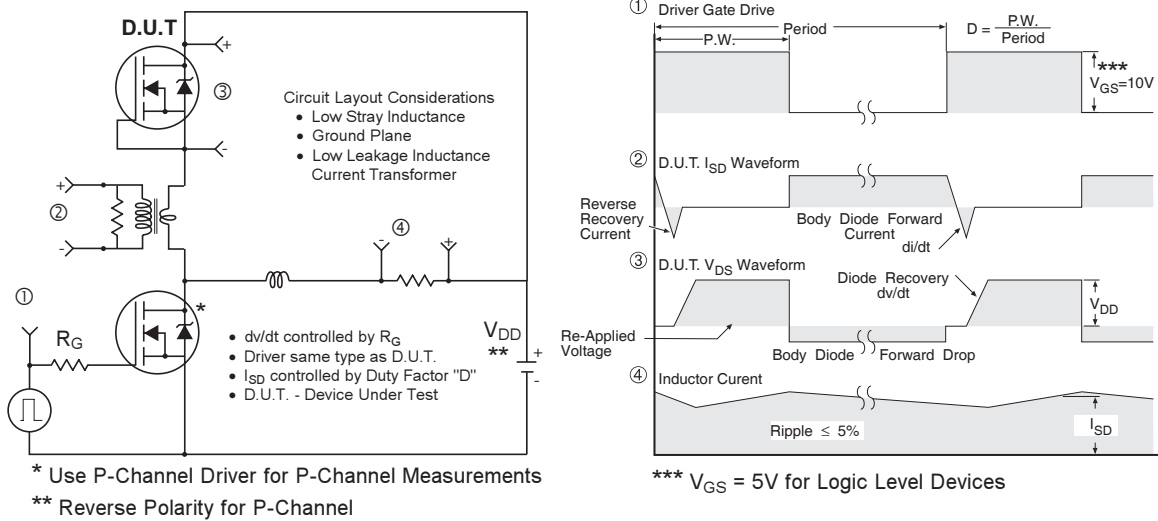 D.U.T
+
③
-
Circuit Layout Considerations
• Low Stray Inductance
• Ground Plane
• Low Leakage Inductance
Current Transformer
+
②
-
④
-
+
①
R_G
*
• dv/dt controlled by R_G
• Driver same type as D.U.T.
• I_SD controlled by Duty Factor "D"
• D.U.T. - Device Under Test
V_DD
**
+
-
* Use P-Channel Driver for P-Channel Measurements
** Reverse Polarity for P-Channel
① Driver Gate Drive
P.W.
Period
D = P.W. / Period
***
V_GS=10V
② D.U.T. I_SD Waveform
Reverse
Recovery
Current
Body Diode Forward
Current
di/dt
③ D.U.T. V_DS Waveform
Diode Recovery
dv/dt
V_DD
Re-Applied
Voltage
Body Diode Forward Drop
④ Inductor Curent
Ripple ≤ 5%
I_SD
*** V_GS = 5V for Logic Level Devices